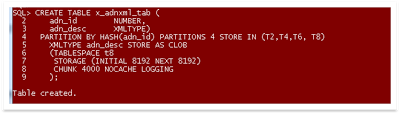 SQL> CREATE TABLE x_adnxml_tab (
2 adn_id NUMBER,
3 adn_desc XMLTYPE)
4 PARTITION BY HASH(adn_id) PARTITIONS 4 STORE IN (T2,T4,T6, T8)
5 XMLTYPE adn_desc STORE AS CLOB
6 (TABLESPACE t8
7 STORAGE (INITIAL 8192 NEXT 8192)
8 CHUNK 4000 NOCACHE LOGGING
9 );
Table created.